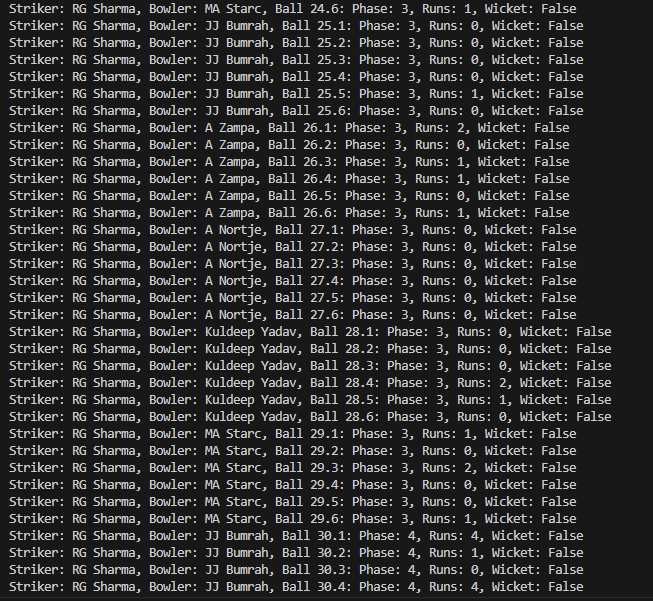 Striker: RG Sharma, Bowler: MA Starc, Ball 24.6: Phase: 3, Runs: 1, Wicket: False
Striker: RG Sharma, Bowler: JJ Bumrah, Ball 25.1: Phase: 3, Runs: 0, Wicket: False
Striker: RG Sharma, Bowler: JJ Bumrah, Ball 25.2: Phase: 3, Runs: 0, Wicket: False
Striker: RG Sharma, Bowler: JJ Bumrah, Ball 25.3: Phase: 3, Runs: 0, Wicket: False
Striker: RG Sharma, Bowler: JJ Bumrah, Ball 25.4: Phase: 3, Runs: 0, Wicket: False
Striker: RG Sharma, Bowler: JJ Bumrah, Ball 25.5: Phase: 3, Runs: 1, Wicket: False
Striker: RG Sharma, Bowler: JJ Bumrah, Ball 25.6: Phase: 3, Runs: 0, Wicket: False
Striker: RG Sharma, Bowler: A Zampa, Ball 26.1: Phase: 3, Runs: 2, Wicket: False
Striker: RG Sharma, Bowler: A Zampa, Ball 26.2: Phase: 3, Runs: 0, Wicket: False
Striker: RG Sharma, Bowler: A Zampa, Ball 26.3: Phase: 3, Runs: 1, Wicket: False
Striker: RG Sharma, Bowler: A Zampa, Ball 26.4: Phase: 3, Runs: 1, Wicket: False
Striker: RG Sharma, Bowler: A Zampa, Ball 26.5: Phase: 3, Runs: 0, Wicket: False
Striker: RG Sharma, Bowler: A Zampa, Ball 26.6: Phase: 3, Runs: 1, Wicket: False
Striker: RG Sharma, Bowler: A Nortje, Ball 27.1: Phase: 3, Runs: 0, Wicket: False
Striker: RG Sharma, Bowler: A Nortje, Ball 27.2: Phase: 3, Runs: 0, Wicket: False
Striker: RG Sharma, Bowler: A Nortje, Ball 27.3: Phase: 3, Runs: 0, Wicket: False
Striker: RG Sharma, Bowler: A Nortje, Ball 27.4: Phase: 3, Runs: 0, Wicket: False
Striker: RG Sharma, Bowler: A Nortje, Ball 27.5: Phase: 3, Runs: 0, Wicket: False
Striker: RG Sharma, Bowler: A Nortje, Ball 27.6: Phase: 3, Runs: 0, Wicket: False
Striker: RG Sharma, Bowler: Kuldeep Yadav, Ball 28.1: Phase: 3, Runs: 0, Wicket: False
Striker: RG Sharma, Bowler: Kuldeep Yadav, Ball 28.2: Phase: 3, Runs: 0, Wicket: False
Striker: RG Sharma, Bowler: Kuldeep Yadav, Ball 28.3: Phase: 3, Runs: 0, Wicket: False
Striker: RG Sharma, Bowler: Kuldeep Yadav, Ball 28.4: Phase: 3, Runs: 2, Wicket: False
Striker: RG Sharma, Bowler: Kuldeep Yadav, Ball 28.5: Phase: 3, Runs: 1, Wicket: False
Striker: RG Sharma, Bowler: Kuldeep Yadav, Ball 28.6: Phase: 3, Runs: 0, Wicket: False
Striker: RG Sharma, Bowler: MA Starc, Ball 29.1: Phase: 3, Runs: 1, Wicket: False
Striker: RG Sharma, Bowler: MA Starc, Ball 29.2: Phase: 3, Runs: 0, Wicket: False
Striker: RG Sharma, Bowler: MA Starc, Ball 29.3: Phase: 3, Runs: 2, Wicket: False
Striker: RG Sharma, Bowler: MA Starc, Ball 29.4: Phase: 3, Runs: 0, Wicket: False
Striker: RG Sharma, Bowler: MA Starc, Ball 29.5: Phase: 3, Runs: 0, Wicket: False
Striker: RG Sharma, Bowler: MA Starc, Ball 29.6: Phase: 3, Runs: 1, Wicket: False
Striker: RG Sharma, Bowler: JJ Bumrah, Ball 30.1: Phase: 4, Runs: 4, Wicket: False
Striker: RG Sharma, Bowler: JJ Bumrah, Ball 30.2: Phase: 4, Runs: 1, Wicket: False
Striker: RG Sharma, Bowler: JJ Bumrah, Ball 30.3: Phase: 4, Runs: 0, Wicket: False
Striker: RG Sharma, Bowler: JJ Bumrah, Ball 30.4: Phase: 4, Runs: 4, Wicket: False